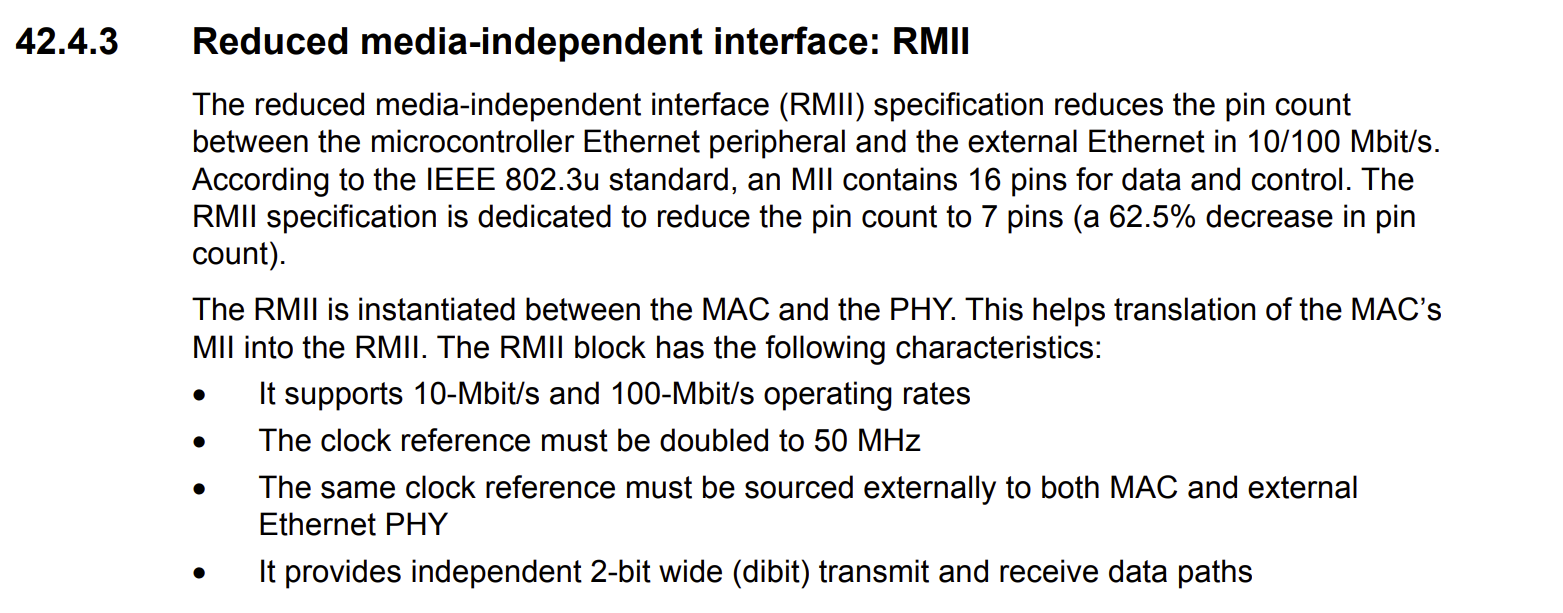 42.4.3 Reduced media-independent interface: RMII
The reduced media-independent interface (RMII) specification reduces the pin count
between the microcontroller Ethernet peripheral and the external Ethernet in 10/100 Mbit/s.
According to the IEEE 802.3u standard, an MII contains 16 pins for data and control. The
RMII specification is dedicated to reduce the pin count to 7 pins (a 62.5% decrease in pin
count).
The RMII is instantiated between the MAC and the PHY. This helps translation of the MAC’s
MII into the RMII. The RMII block has the following characteristics:
• It supports 10-Mbit/s and 100-Mbit/s operating rates
• The clock reference must be doubled to 50 MHz
• The same clock reference must be sourced externally to both MAC and external
Ethernet PHY
• It provides independent 2-bit wide (dibit) transmit and receive data paths